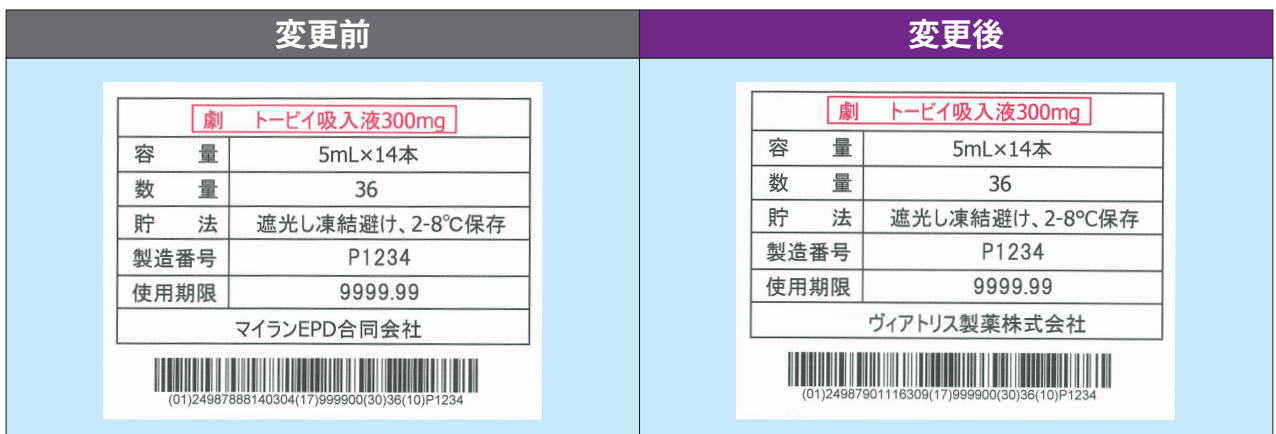 変更前
劇 トービイ吸入液300mg
容 量 5mL×14本
数 量 36
貯 法 遮光し凍結避け、2-8℃保存
製造番号 P1234
使用期限 9999.99
マイランEPD合同会社
(01)24987888140304(17)999900(30)36(10)P1234
変更後
劇 トービイ吸入液300mg
容 量 5mL×14本
数 量 36
貯 法 遮光し凍結避け、2-8℃保存
製造番号 P1234
使用期限 9999.99
ヴィアトリス製薬株式会社
(01)24987901116309(17)999900(30)36(10)P1234